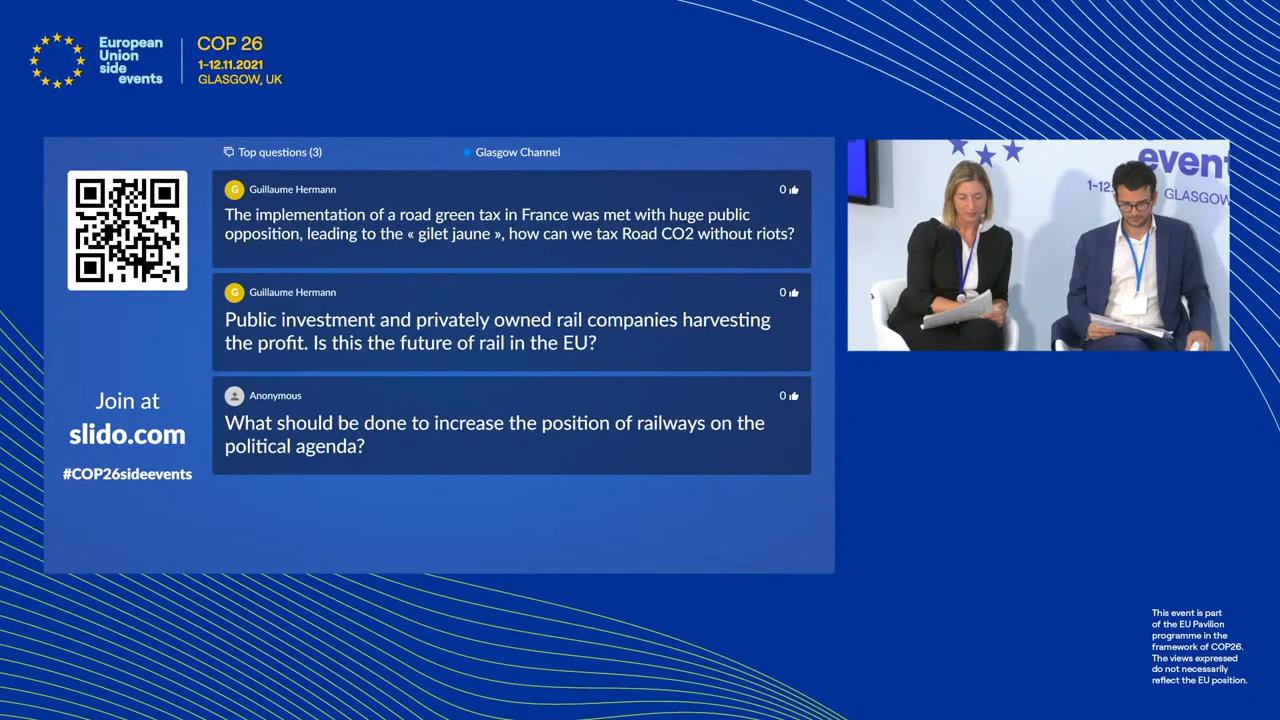 European
Union
side
events
COP 26
1-12.11.2021
GLASGOW, UK
Top questions (3)
Glasgow Channel
G Guillaume Hermann
0
The implementation of a road green tax in France was met with huge public
opposition, leading to the « gilet jaune », how can we tax Road CO2 without riots?
G Guillaume Hermann
0
Public investment and privately owned rail companies harvesting
the profit. Is this the future of rail in the EU?
Anonymous
0
What should be done to increase the position of railways on the
political agenda?
Join at
slido.com
#COP26sideevents
event
1-12.
GLASGOW
This event is part
of the EU Pavilion
programme in the
framework of COP26.
The views expressed
do not necessarily
reflect the EU position.